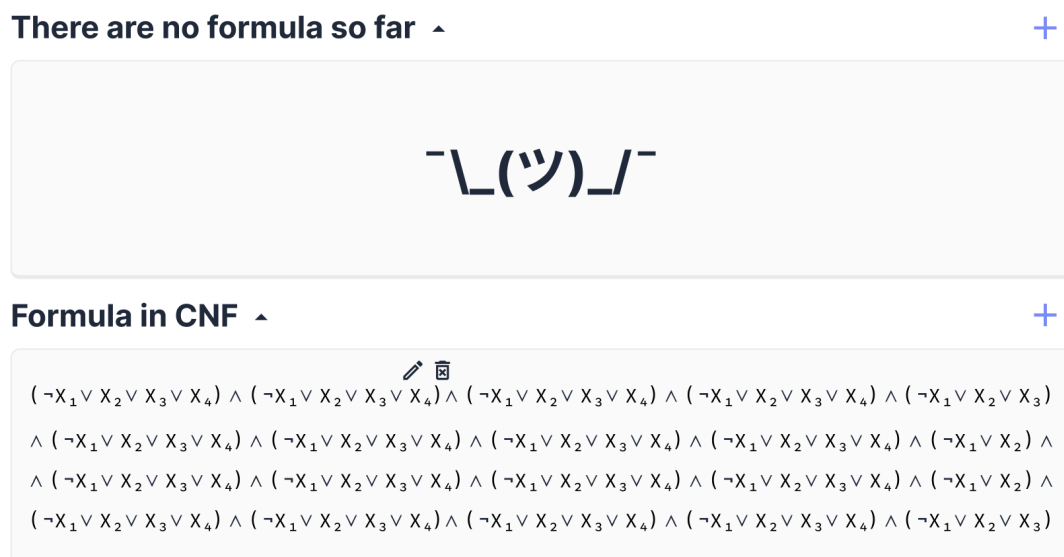 There are no formula so far
¯\_(ツ)_/¯
Formula in CNF
(¬X₁∨ X₂∨ X₃∨ X₄) ∧ (¬X₁∨ X₂∨ X₃∨ X₄)∧ (¬X₁∨ X₂∨ X₃∨ X₄) ∧ (¬X₁∨ X₂∨ X₃∨ X₄) ∧ (¬X₁∨ X₂∨ X₃)
∧ (¬X₁∨ X₂∨ X₃∨ X₄) ∧ (¬X₁∨ X₂∨ X₃∨ X₄) ∧ (¬X₁∨ X₂∨ X₃∨ X₄) ∧ (¬X₁∨ X₂∨ X₃∨ X₄) ∧ (¬X₁∨ X₂) ∧
∧ (¬X₁∨ X₂∨ X₃∨ X₄) ∧ (¬X₁∨ X₂∨ X₃∨ X₄) ∧ (¬X₁∨ X₂∨ X₃∨ X₄) ∧ (¬X₁∨ X₂∨ X₃∨ X₄) ∧ (¬X₁∨ X₂) ∧
(¬X₁∨ X₂∨ X₃∨ X₄) ∧ (¬X₁∨ X₂∨ X₃∨ X₄)∧ (¬X₁∨ X₂∨ X₃∨ X₄) ∧ (¬X₁∨ X₂∨ X₃∨ X₄) ∧ (¬X₁∨ X₂∨ X₃)